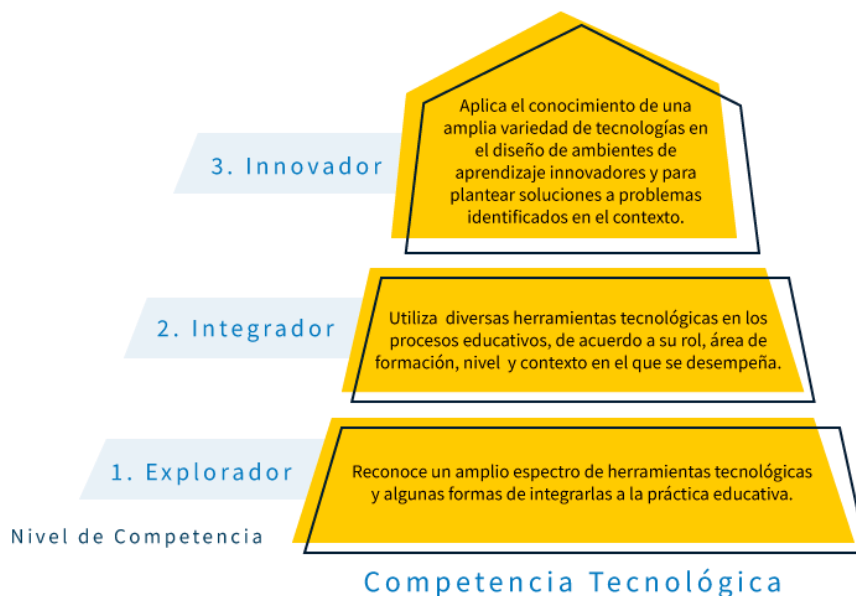 Aplica el conocimiento de una
amplia variedad de tecnologías en
el diseño de ambientes de
aprendizaje innovadores y para
plantear soluciones a problemas
identificados en el contexto.
3. Innovador
Utiliza diversas herramientas tecnológicas en los
procesos educativos, de acuerdo a su rol, área de
formación, nivel y contexto en el que se desempeña.
2. Integrador
Reconoce un amplio espectro de herramientas tecnológicas
y algunas formas de integrarlas a la práctica educativa.
1. Explorador
Nivel de Competencia
Competencia Tecnológica